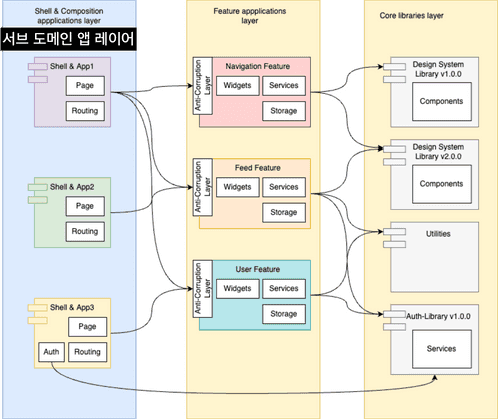 Shell & Composition
appplications layer
서브 도메인 앱 레이어
Shell & App1
Page
Routing
Shell & App2
Page
Routing
Shell & App3
Page
Auth
Routing
Feature appplications
layer
Anti-Corruption
Layer
Navigation Feature
Widgets
Services
Storage
Anti-Corruption
Layer
Feed Feature
Widgets
Services
Storage
Anti-Corruption
Layer
User Feature
Widgets
Services
Storage
Core libraries layer
Design System
Library v1.0.0
Components
Design System
Library v2.0.0
Components
Utilities
Auth-Library v1.0.0
Services